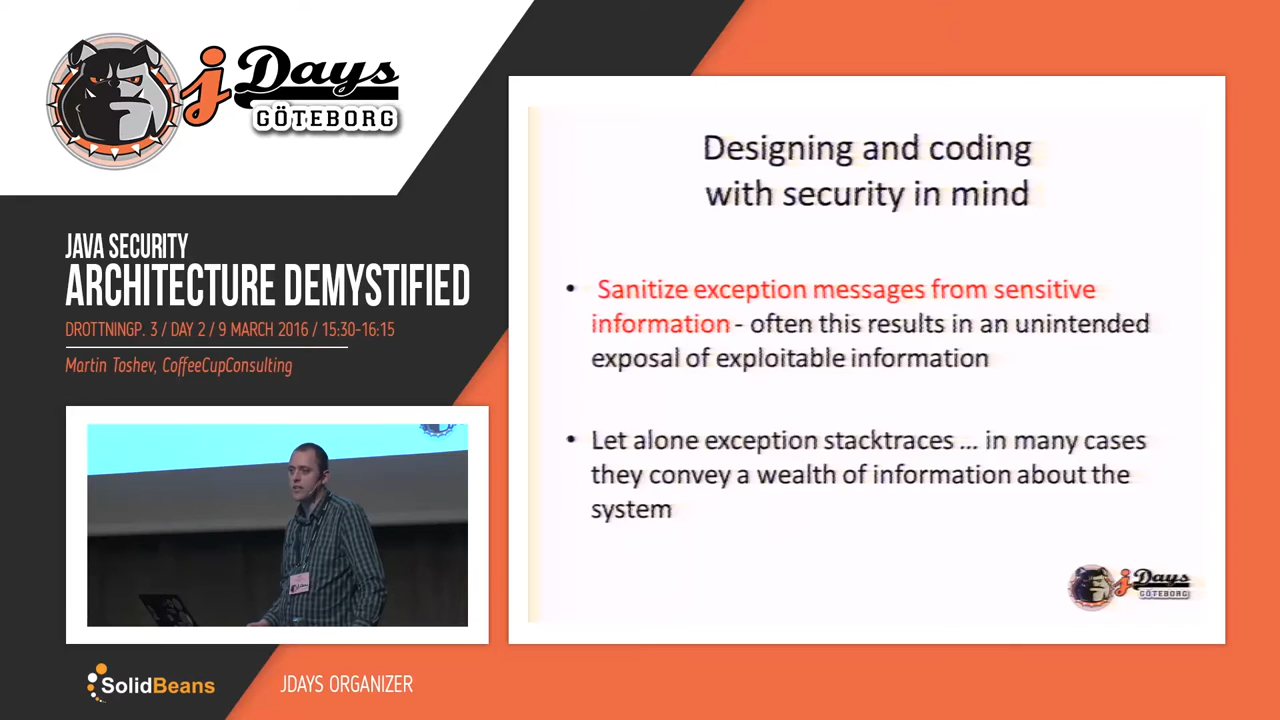 jDays
GÖTEBORG
JAVA SECURITY
ARCHITECTURE DEMYSTIFIED
DROTTNINGP. 3 / DAY 2 / 9 MARCH 2016 / 15:30-16:15
Martin Toshev, CoffeeCupConsulting
SolidBeans
JDAYS ORGANIZER
Designing and coding
with security in mind
• Sanitize exception messages from sensitive
information - often this results in an unintended
exposal of exploitable information
• Let alone exception stacktraces ... in many cases
they convey a wealth of information about the
system
jDays
GÖTEBORG